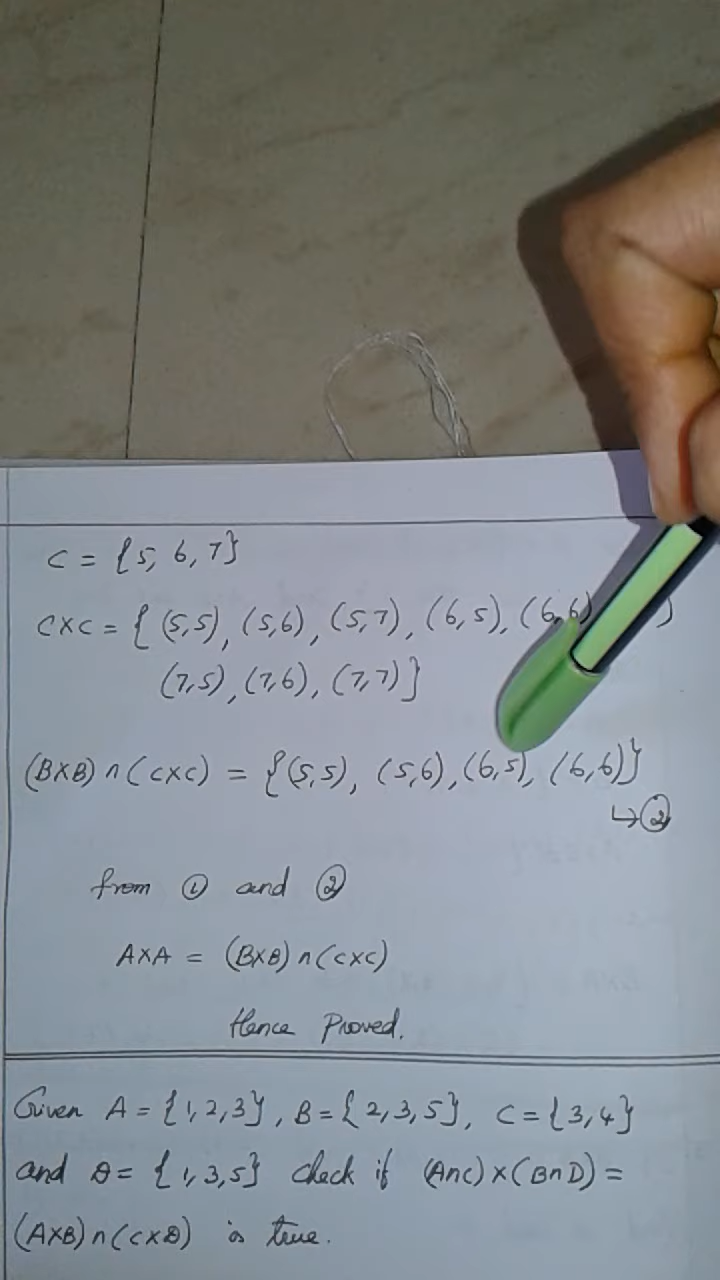 C = {5, 6, 7}
C×C = { (5,5), (5,6), (5,7), (6,5), (6,6) )
(7,5), (7,6), (7,7)}
(B×B) ∩ (C×C) = {(5,5), (5,6), (6,5), (6,6)}
↳②
from ① and ②
A×A = (B×B) ∩ (C×C)
Hence Proved.
Given A = {1,2,3}, B = {2,3,5}, C = {3,4}
and D = {1,3,5} check if (A∩C) × (B∩D) =
(A×B) ∩ (C×D) is true.